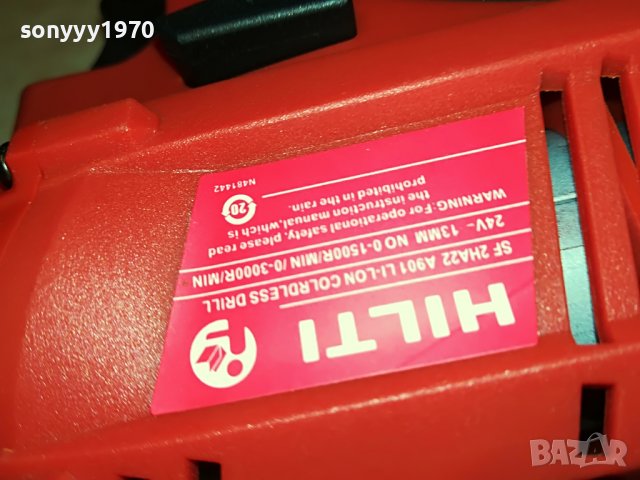 sonyyy1970
HILTI
SF 2HA22 A901 LI-LON COLRDLESS DRILL
24V⎓ 13MM NO 0-1500R/MIN /0-3000R/MIN
WARNING: For operational safety, please read
the instruction manual,which is
prohibited in the rain.
20
N481442
BAZAR